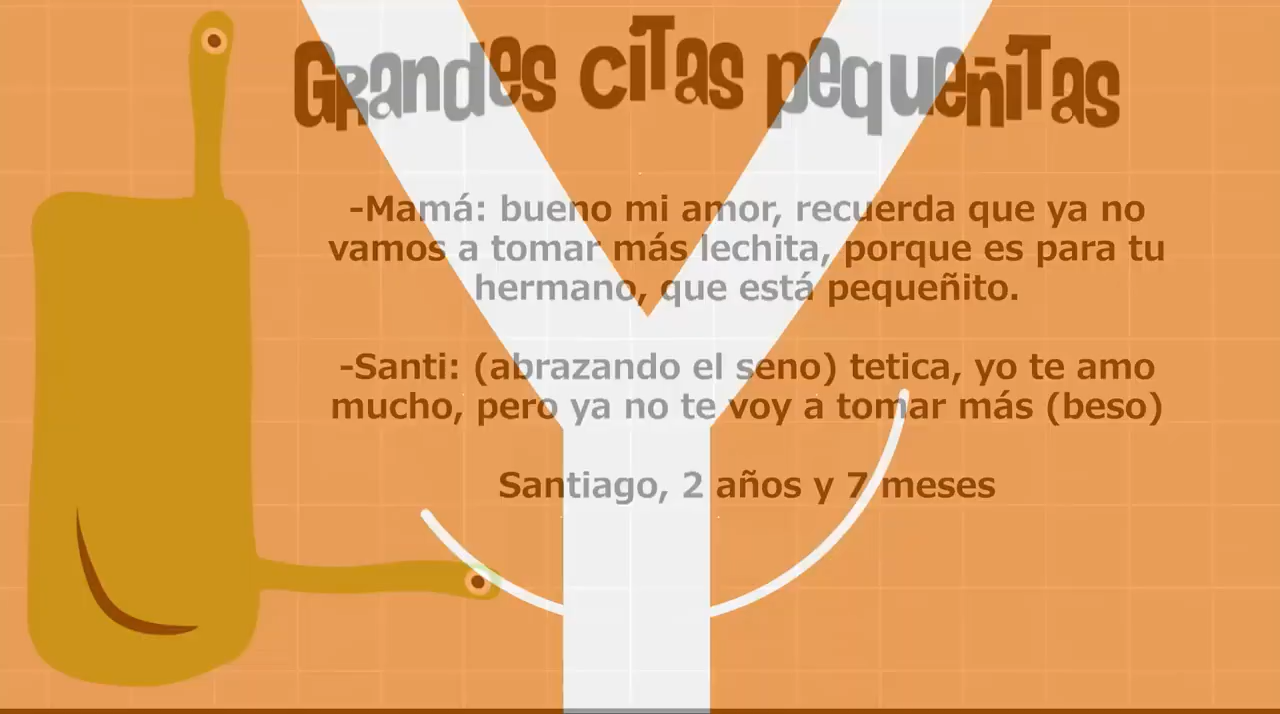 Grandes citas pequeñitas
-Mamá: bueno mi amor, recuerda que ya no
vamos a tomar más lechita, porque es para tu
hermano, que está pequeñito.
-Santi: (abrazando el seno) tetica, yo te amo
mucho, pero ya no te voy a tomar más (beso)
Santiago, 2 años y 7 meses